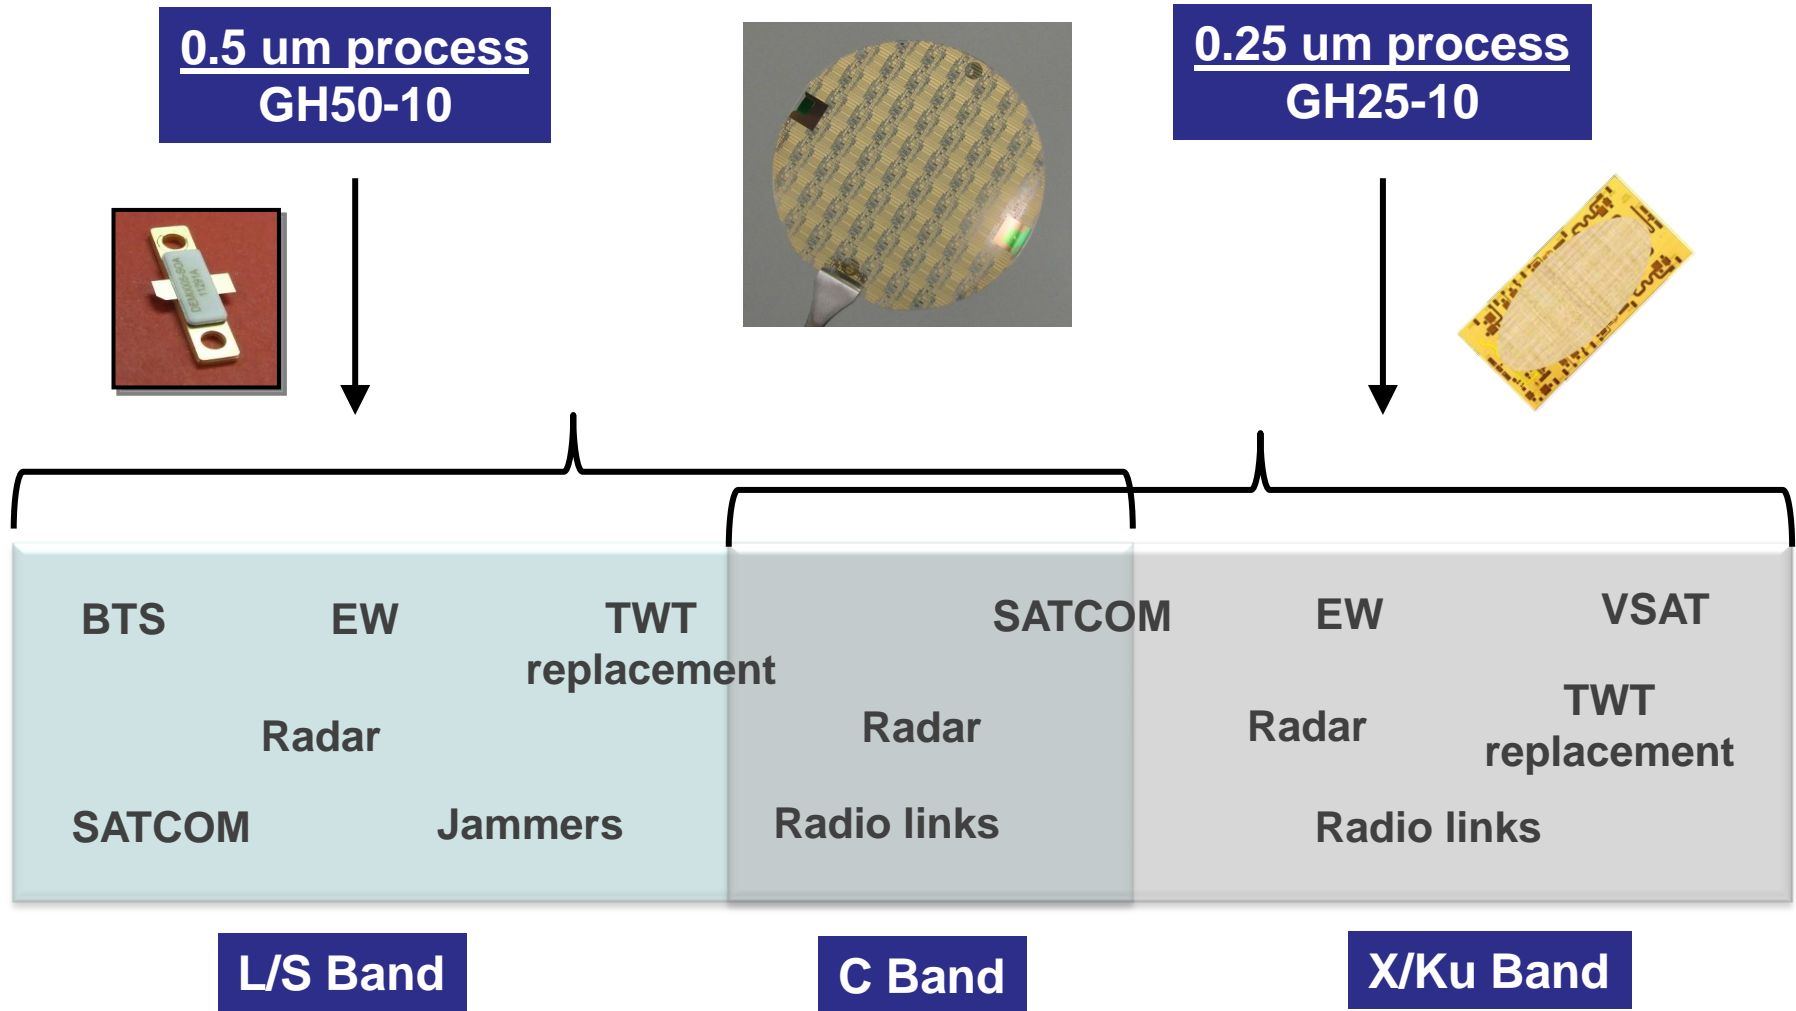 0.5 um process
GH50-10
0.25 um process
GH25-10
BTS
EW
TWT
replacement
SATCOM
EW
VSAT
Radar
Radar
Radar
TWT
replacement
SATCOM
Jammers
Radio links
Radio links
L/S Band
C Band
X/Ku Band